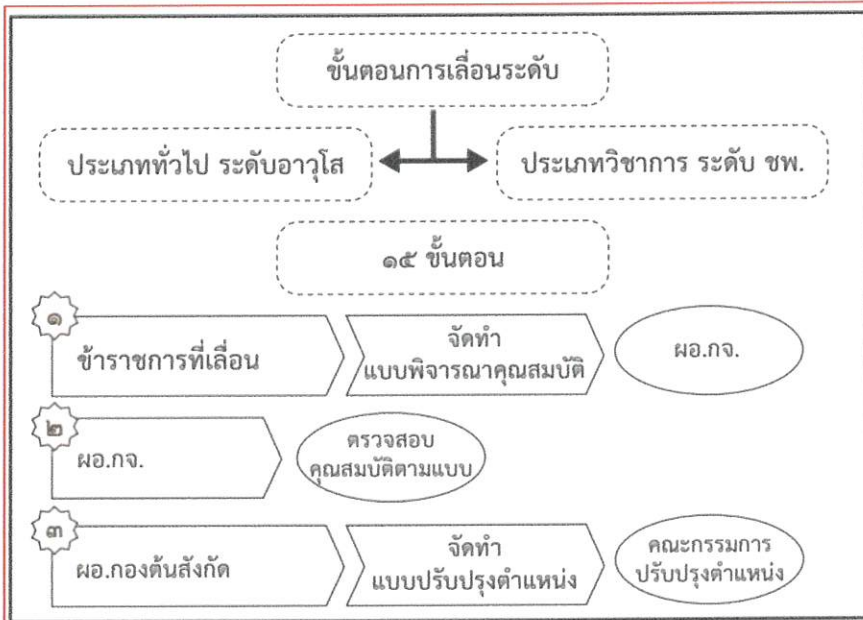 ขั้นตอนการเลื่อนระดับ
ประเภททั่วไป ระดับอาวุโส
ประเภทวิชาการ ระดับ ชพ.
๑๕ ขั้นตอน
๑
ข้าราชการที่เลื่อน
จัดทำ
แบบพิจารณาคุณสมบัติ
ผอ.กจ.
๒
ผอ.กจ.
ตรวจสอบ
คุณสมบัติตามแบบ
๓
ผอ.กองต้นสังกัด
จัดทำ
แบบปรับปรุงตำแหน่ง
คณะกรรมการ
ปรับปรุงตำแหน่ง